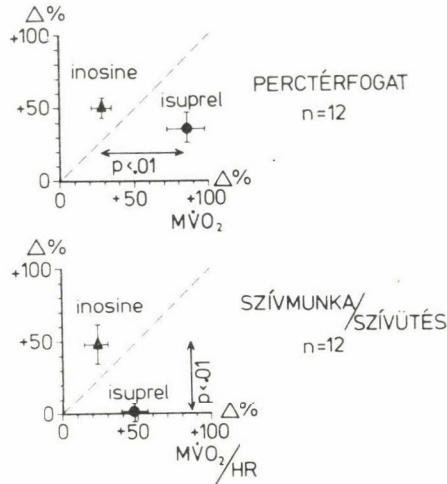 Δ%
+100
inosine
isuprel
PERCTÉRFOGAT
+50
n=12
p<.01
0
0 +50 +100 Δ%
MV̇O₂
Δ%
+100
inosine
SZÍVMUNKA/SZÍVÜTÉS
+50
n=12
p<.01
isuprel
0
0 +50 +100 Δ%
MV̇O₂/HR